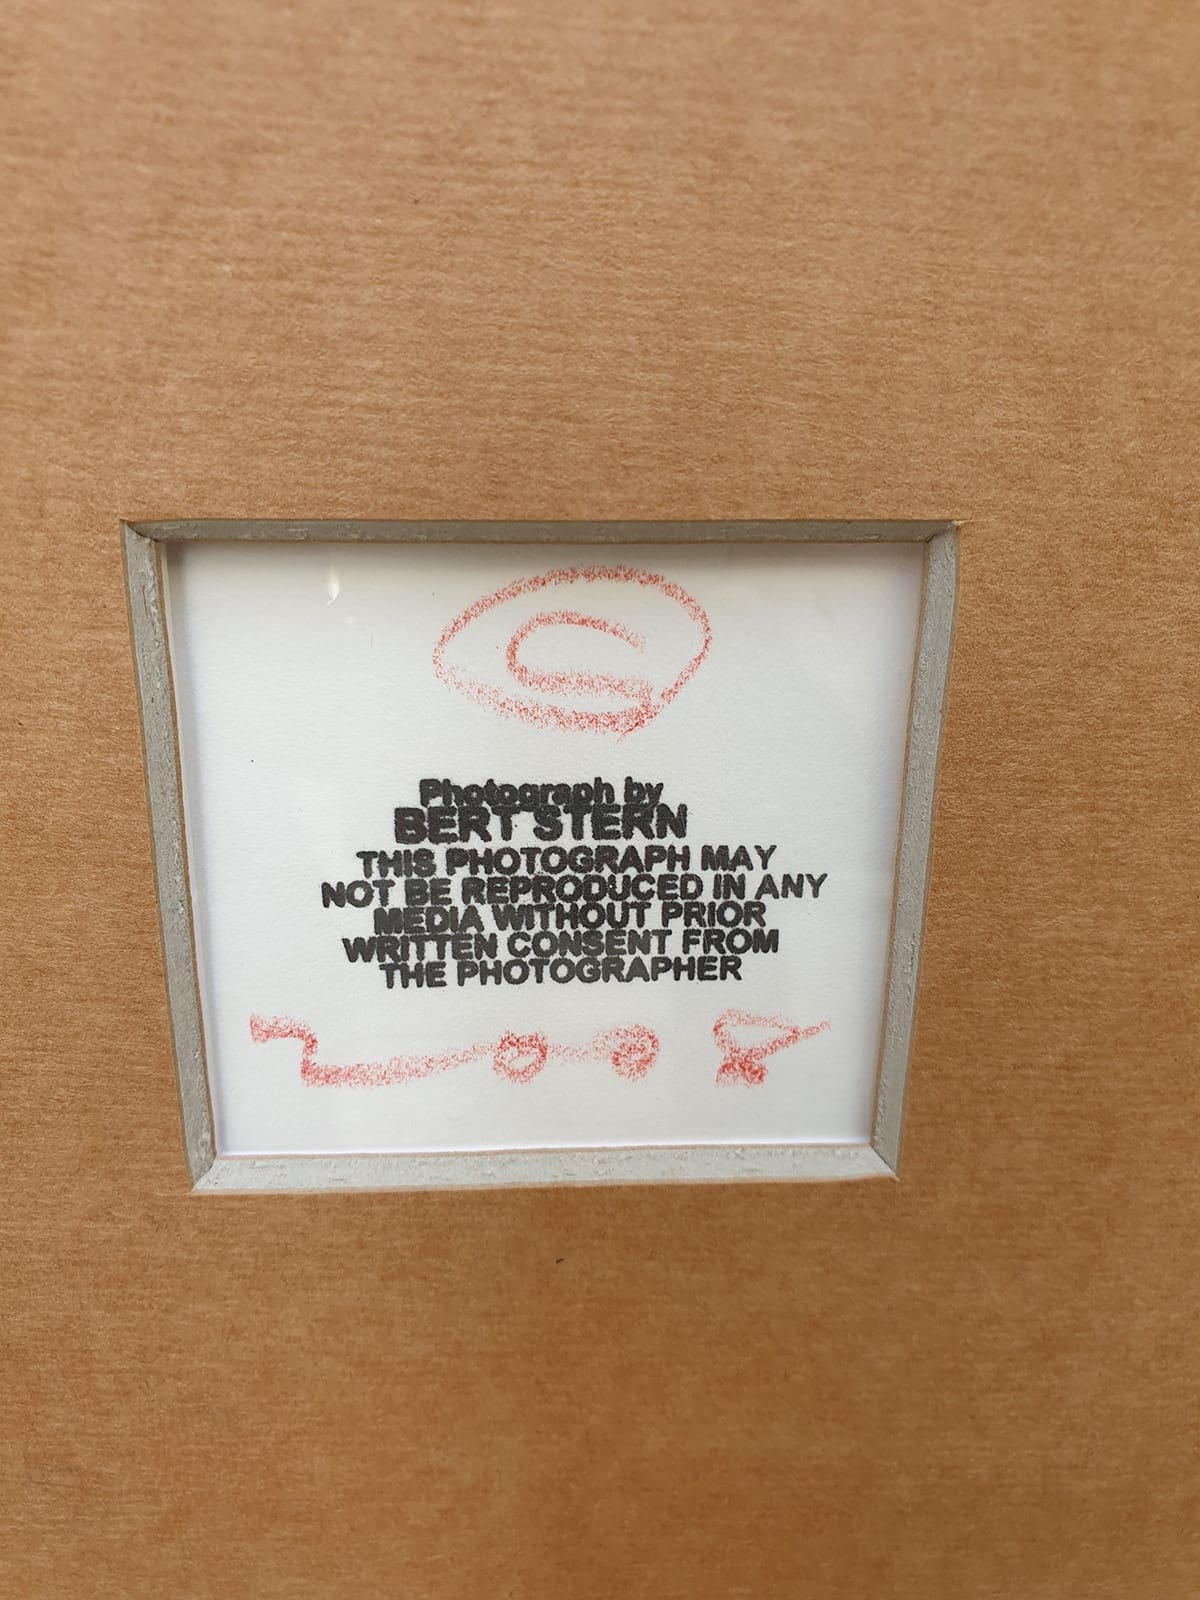 ©
Photograph by
BERT STERN
THIS PHOTOGRAPH MAY
NOT BE REPRODUCED IN ANY
MEDIA WITHOUT PRIOR
WRITTEN CONSENT FROM
THE PHOTOGRAPHER
2008